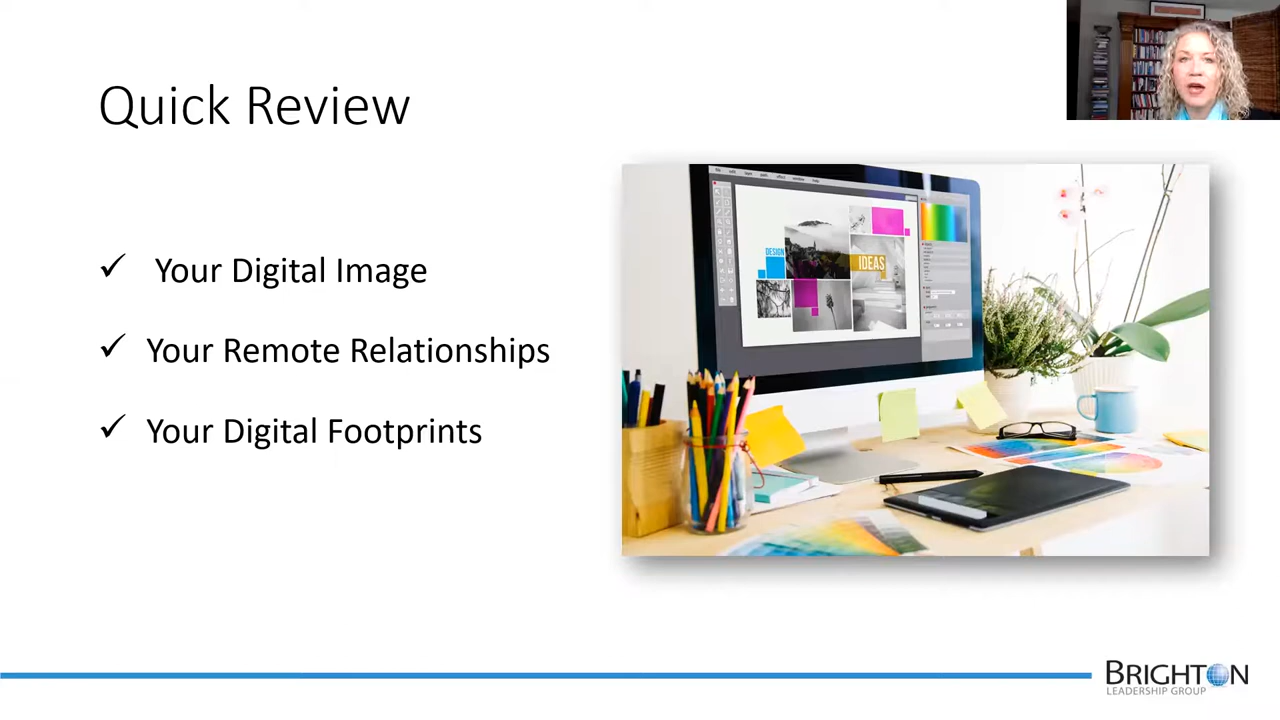 Quick Review
✓ Your Digital Image
✓ Your Remote Relationships
✓ Your Digital Footprints
DESIGN
IDEAS
BRIGHTON
LEADERSHIP GROUP